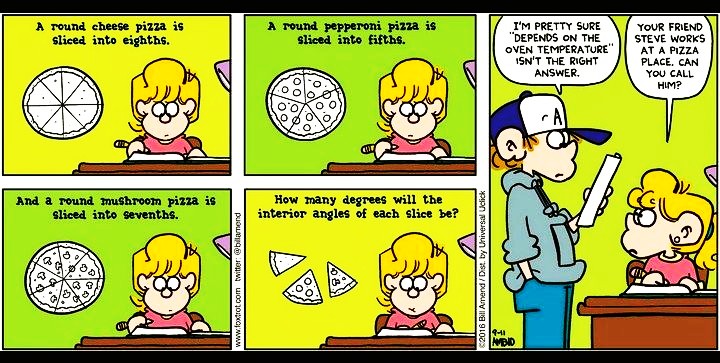 A round cheese pizza is
sliced into eighths.
A round pepperoni pizza is
sliced into fifths.
And a round mushroom pizza is
sliced into sevenths.
www.foxtrot.com twitter: @billamend
How many degrees will the
interior angles of each slice be?
©2016 Bill Amend / Dist. by Universal Uclick
I'M PRETTY SURE
"DEPENDS ON THE
OVEN TEMPERATURE"
ISN'T THE RIGHT
ANSWER.
YOUR FRIEND
STEVE WORKS
AT A PIZZA
PLACE. CAN
YOU CALL
HIM?
A
9-11
AMEND